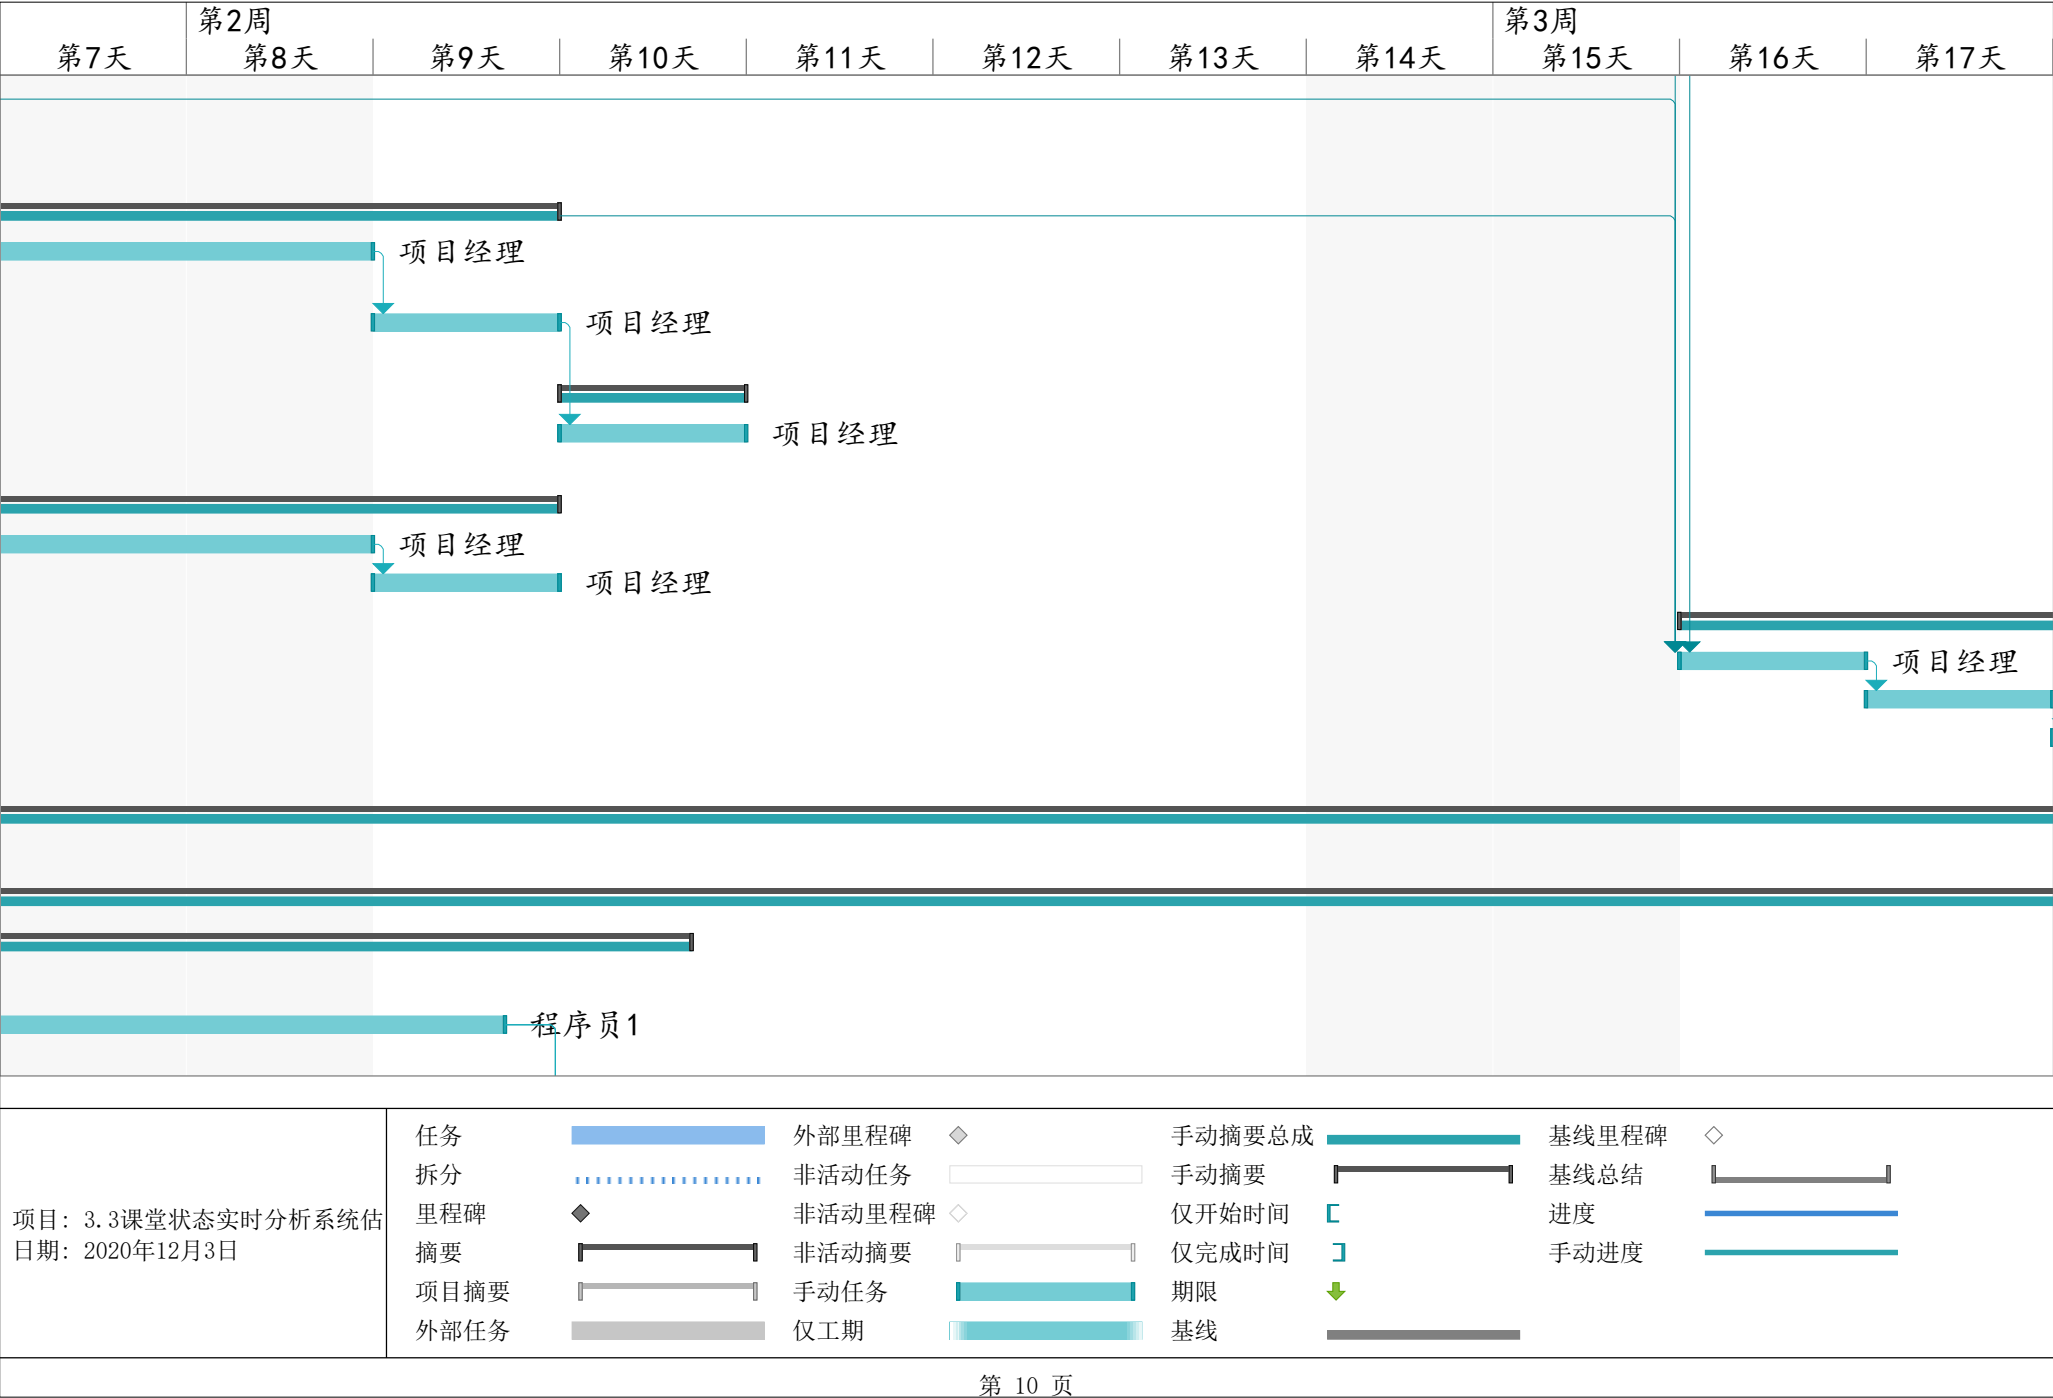 第2周 第3周
第7天 第8天 第9天 第10天 第11天 第12天 第13天 第14天 第15天 第16天 第17天
项目经理
项目经理
项目经理
项目经理
项目经理
项目经理
程序员1
任务 外部里程碑 手动摘要总成 基线里程碑
拆分 非活动任务 手动摘要 基线总结
里程碑 非活动里程碑 仅开始时间 进度
摘要 非活动摘要 仅完成时间 手动进度
项目摘要 手动任务 期限
外部任务 仅工期 基线
项目: 3.3课堂状态实时分析系统估
日期: 2020年12月3日
第 10 页